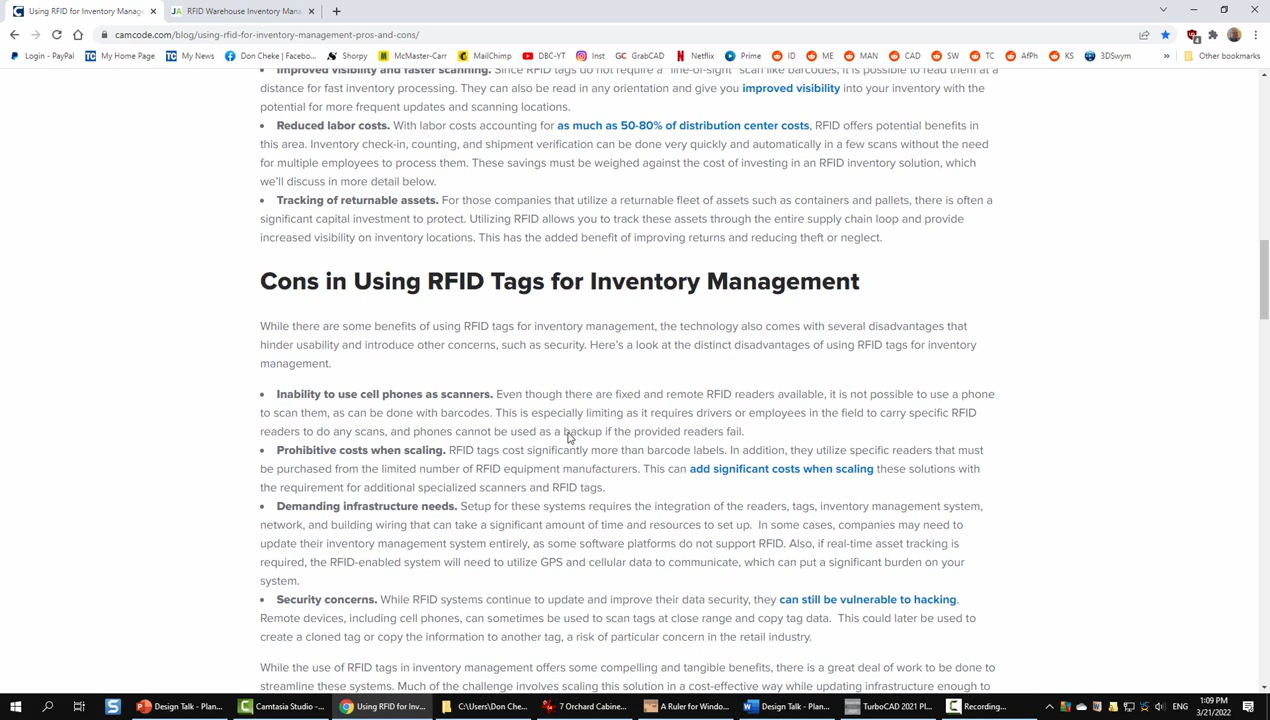 Using RFID for Inventory Manage
RFID Warehouse Inventory Mana
camcode.com/blog/using-rfid-for-inventory-management-pros-and-cons/
Login - PayPal TC My Home Page TC My News Don Cheke | Facebo... Shorpy McMaster-Carr MailChimp DBC-YT Inst GC GrabCAD Netflix Prime ID ME MAN CAD SW TC AfPh KS 3DSwym » Other bookmarks
• Improved visibility and faster scanning. Since RFID tags do not require a "line-of-sight" scan like barcodes, it is possible to read them at a
distance for fast inventory processing. They can also be read in any orientation and give you improved visibility into your inventory with the
potential for more frequent updates and scanning locations.
• Reduced labor costs. With labor costs accounting for as much as 50-80% of distribution center costs, RFID offers potential benefits in
this area. Inventory check-in, counting, and shipment verification can be done very quickly and automatically in a few scans without the need
for multiple employees to process them. These savings must be weighed against the cost of investing in an RFID inventory solution, which
we'll discuss in more detail below.
• Tracking of returnable assets. For those companies that utilize a returnable fleet of assets such as containers and pallets, there is often a
significant capital investment to protect. Utilizing RFID allows you to track these assets through the entire supply chain loop and provide
increased visibility on inventory locations. This has the added benefit of improving returns and reducing theft or neglect.
Cons in Using RFID Tags for Inventory Management
While there are some benefits of using RFID tags for inventory management, the technology also comes with several disadvantages that
hinder usability and introduce other concerns, such as security. Here's a look at the distinct disadvantages of using RFID tags for inventory
management.
• Inability to use cell phones as scanners. Even though there are fixed and remote RFID readers available, it is not possible to use a phone
to scan them, as can be done with barcodes. This is especially limiting as it requires drivers or employees in the field to carry specific RFID
readers to do any scans, and phones cannot be used as a backup if the provided readers fail.
• Prohibitive costs when scaling. RFID tags cost significantly more than barcode labels. In addition, they utilize specific readers that must
be purchased from the limited number of RFID equipment manufacturers. This can add significant costs when scaling these solutions with
the requirement for additional specialized scanners and RFID tags.
• Demanding infrastructure needs. Setup for these systems requires the integration of the readers, tags, inventory management system,
network, and building wiring that can take a significant amount of time and resources to set up. In some cases, companies may need to
update their inventory management system entirely, as some software platforms do not support RFID. Also, if real-time asset tracking is
required, the RFID-enabled system will need to utilize GPS and cellular data to communicate, which can put a significant burden on your
system.
• Security concerns. While RFID systems continue to update and improve their data security, they can still be vulnerable to hacking.
Remote devices, including cell phones, can sometimes be used to scan tags at close range and copy tag data. This could later be used to
create a cloned tag or copy the information to another tag, a risk of particular concern in the retail industry.
While the use of RFID tags in inventory management offers some compelling and tangible benefits, there is a great deal of work to be done to
streamline these systems. Much of the challenge involves scaling this solution in a cost-effective way while updating infrastructure enough to
Design Talk - Plan... Camtasia Studio -... Using RFID for Inv... C:\Users\Don Che... 7 Orchard Cabine... A Ruler for Windo... Design Talk - Plan... TurboCAD 2021 Pl... Recording... ENG 1:09 PM
3/21/2022